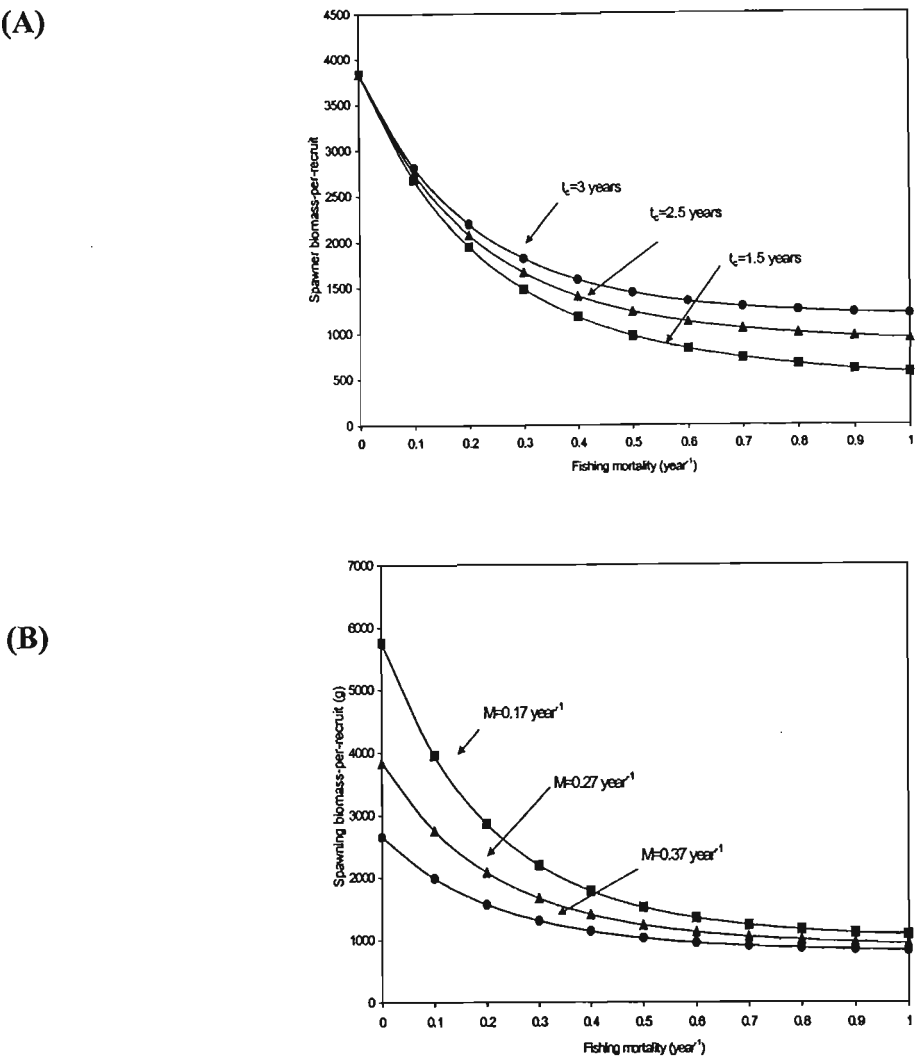 (A)
Spawner biomass-per-recruit
4500
4000
3500
3000
2500
2000
1500
1000
500
0
t_c=3 years
t_c=2.5 years
t_c=1.5 years
0 0.1 0.2 0.3 0.4 0.5 0.6 0.7 0.8 0.9 1
Fishing mortality (year⁻¹)
(B)
Spawning biomass-per-recruit (g)
7000
6000
5000
4000
3000
2000
1000
0
M=0.17 year⁻¹
M=0.27 year⁻¹
M=0.37 year⁻¹
0 0.1 0.2 0.3 0.4 0.5 0.6 0.7 0.8 0.9 1
Fishing mortality (year⁻¹)